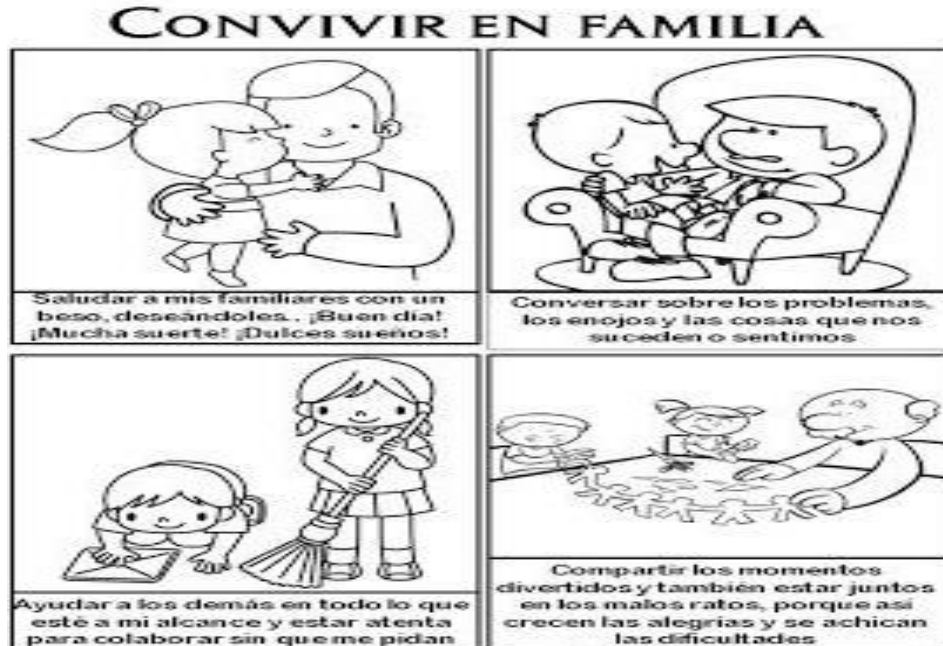 CONVIVIR EN FAMILIA
Saludar a mis familiares con un
beso, deseándoles.. ¡Buen día!
¡Mucha suerte! ¡Dulces sueños!
Conversar sobre los problemas,
los enojos y las cosas que nos
suceden o sentimos
Ayudar a los demás en todo lo que
esté a mi alcance y estar atenta
para colaborar sin que me pidan
Compartir los momentos
divertidos y también estar juntos
en los malos ratos, porque así
crecen las alegrías y se achican
las dificultades